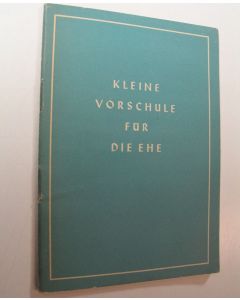 KLEINE
VORSCHULE
FÜR
DIE EHE